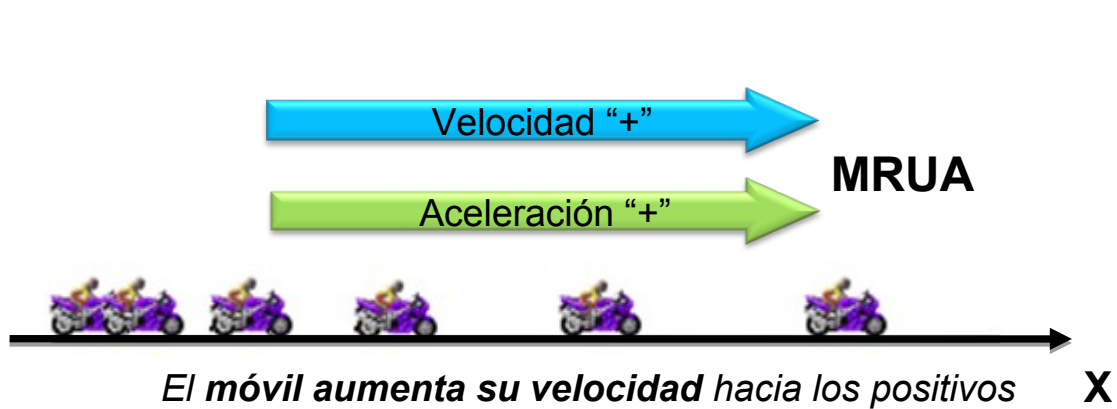 Velocidad “+”
MRUA
Aceleración “+”
El móvil aumenta su velocidad hacia los positivos
X